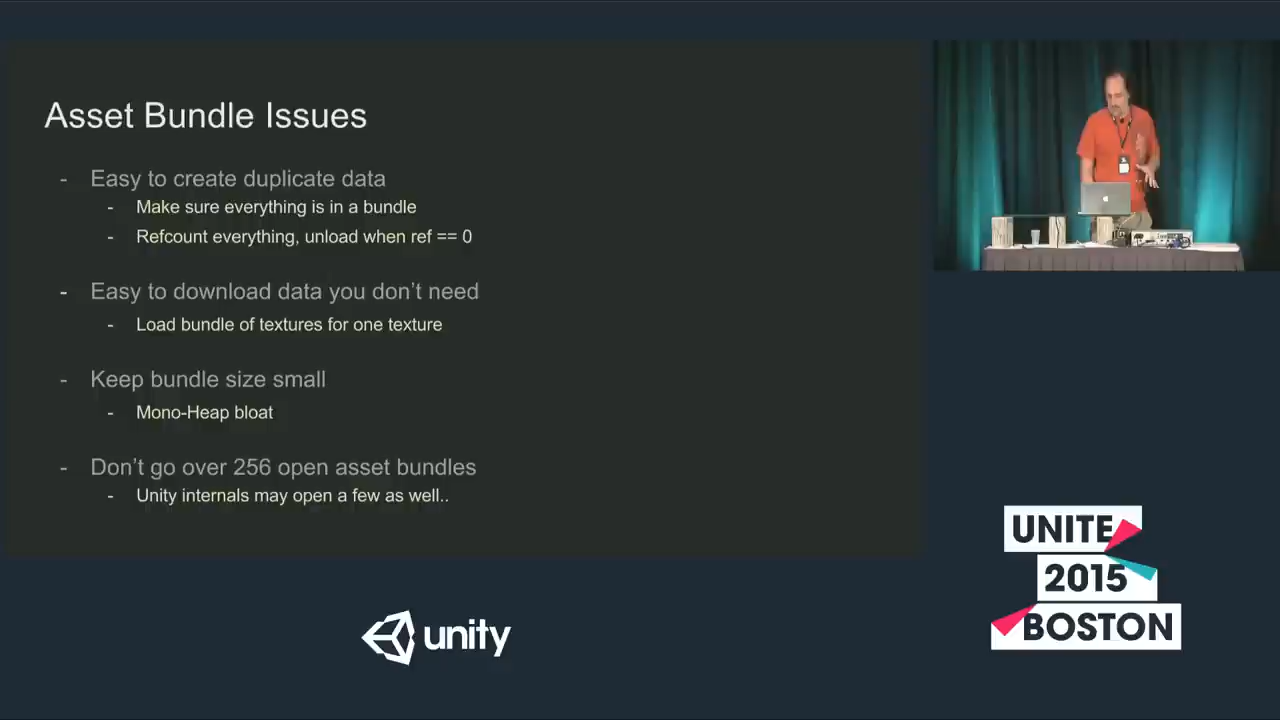 Asset Bundle Issues
- Easy to create duplicate data
- Make sure everything is in a bundle
- Refcount everything, unload when ref == 0
- Easy to download data you don't need
- Load bundle of textures for one texture
- Keep bundle size small
- Mono-Heap bloat
- Don't go over 256 open asset bundles
- Unity internals may open a few as well..
unity
UNITE
2015
BOSTON